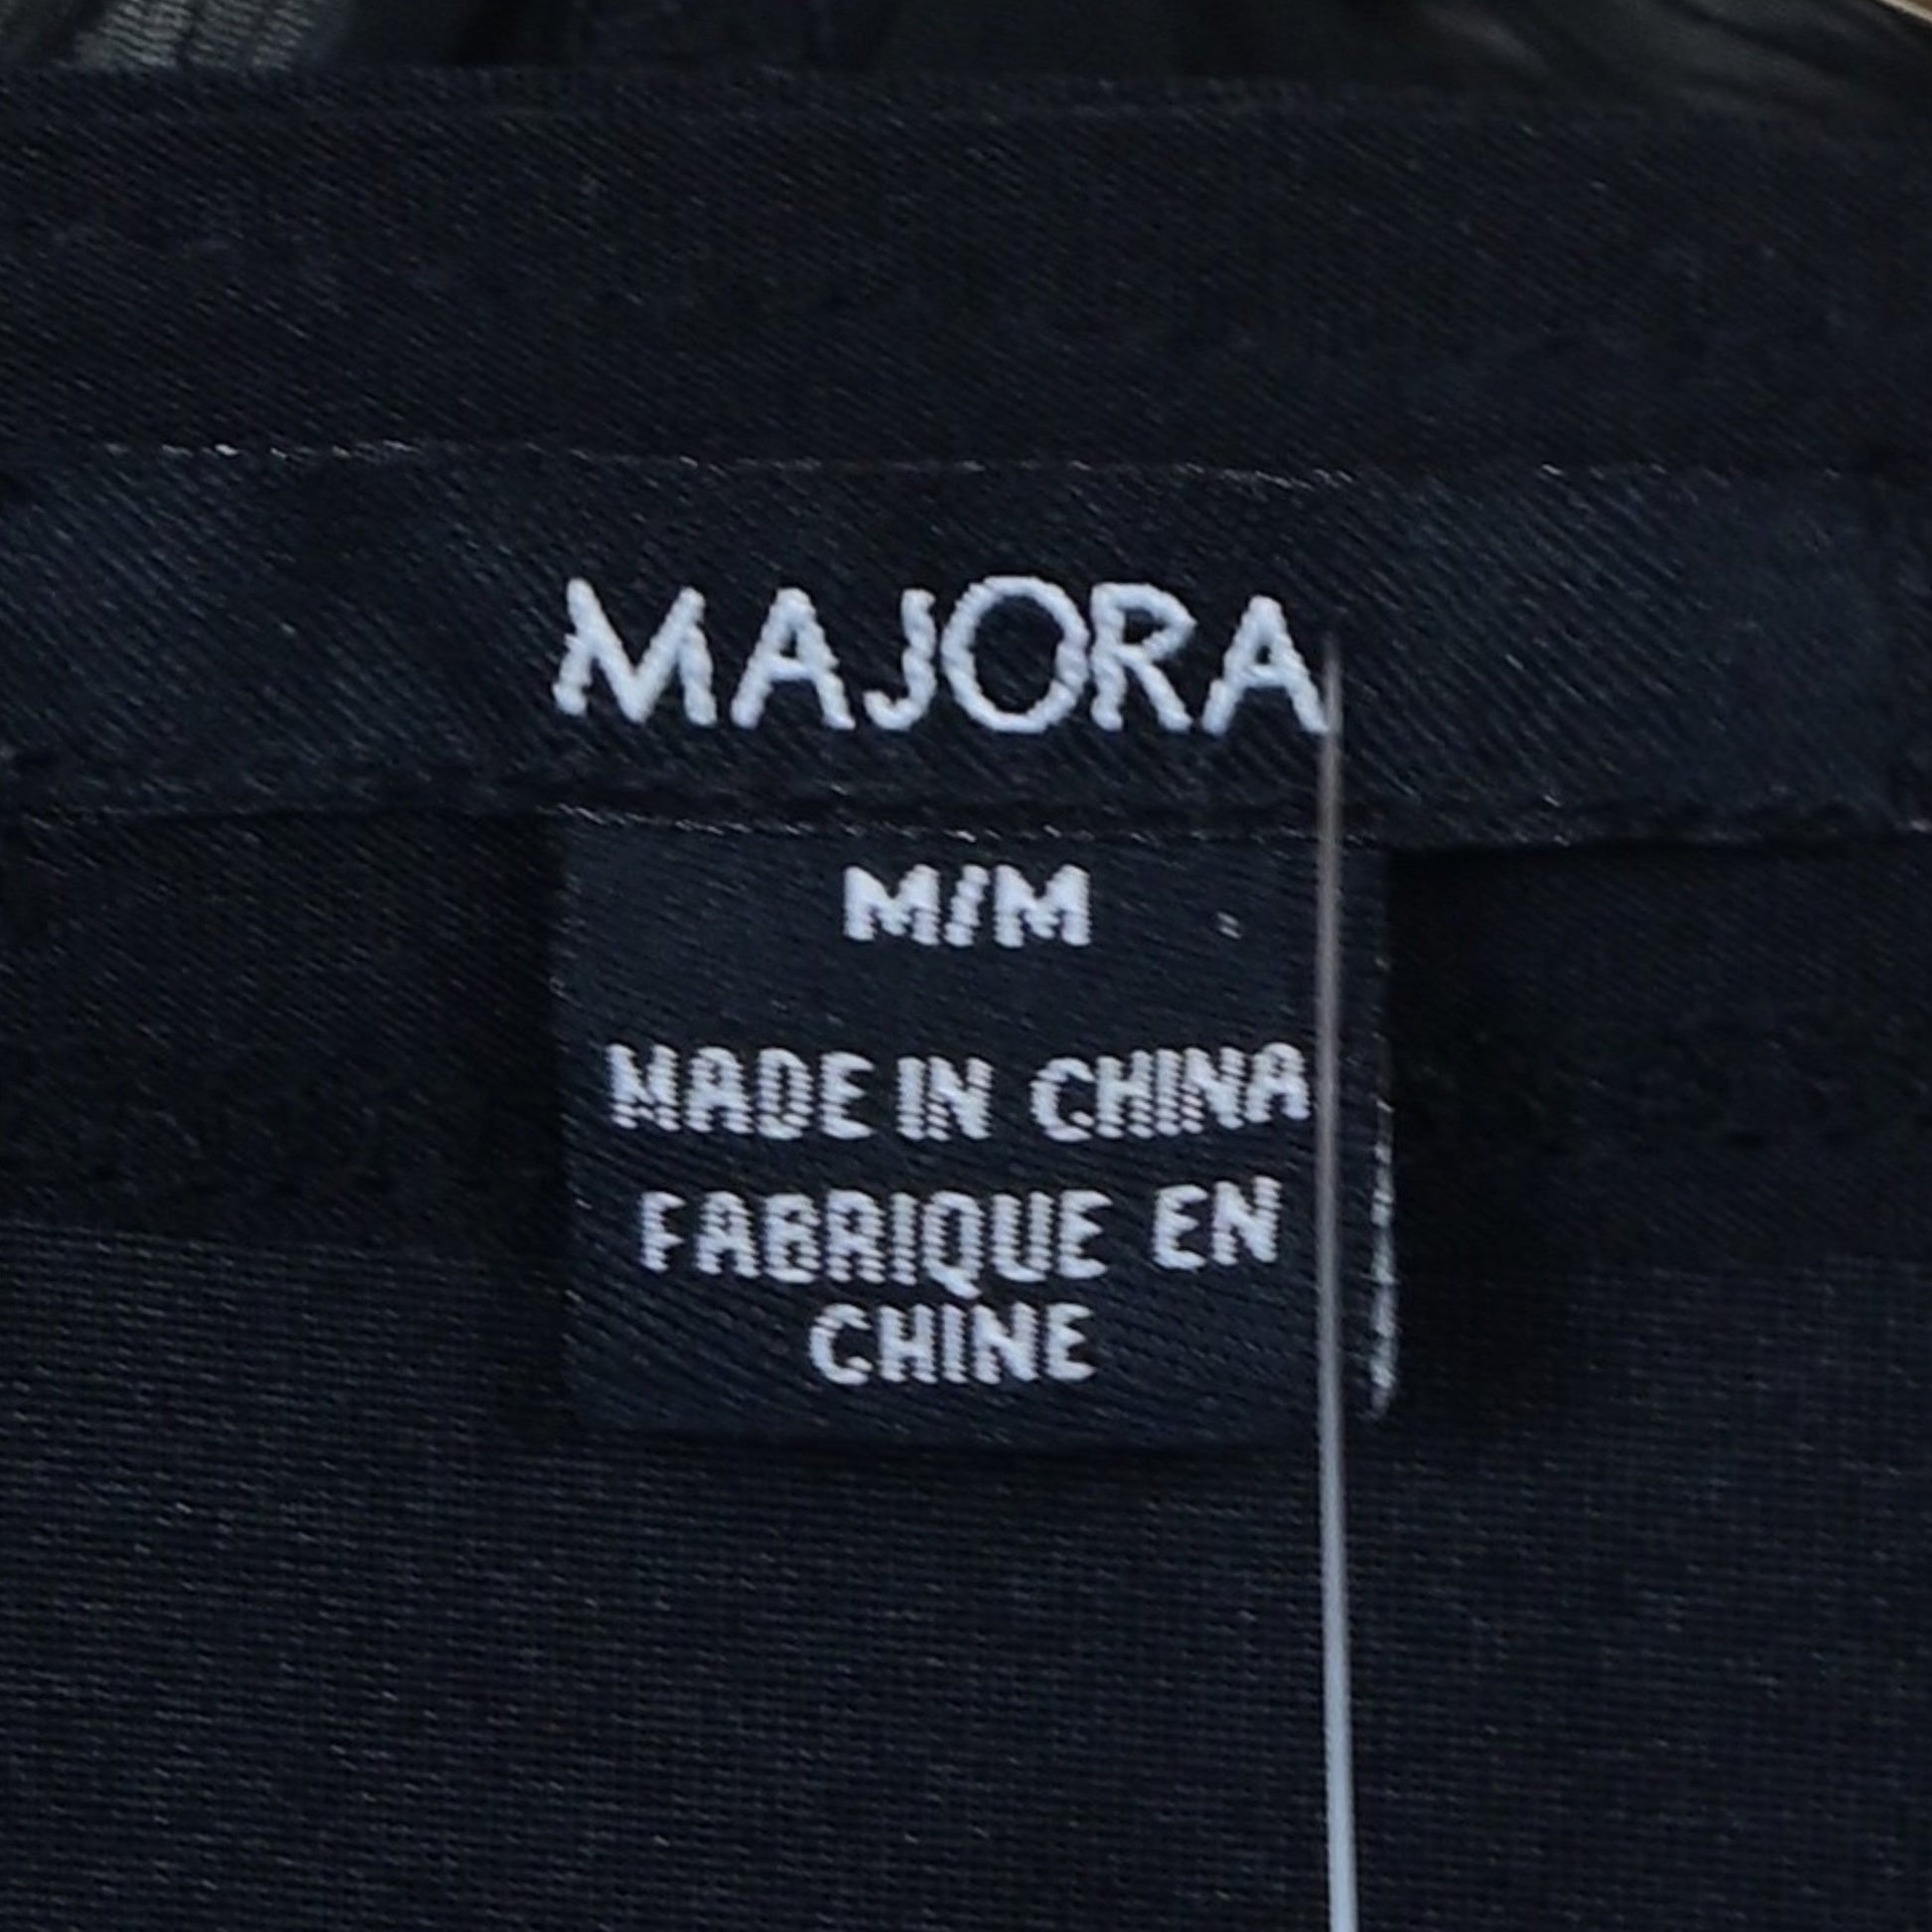 MAJORA
M/M
MADE IN CHINA
FABRIQUE EN
CHINE